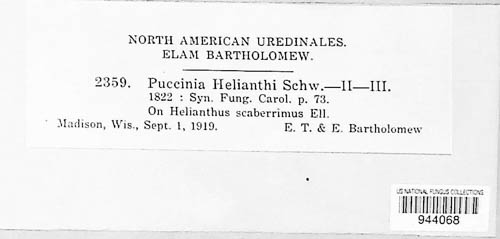 NORTH AMERICAN UREDINALES.
ELAM BARTHOLOMEW.
2359. Puccinia Helianthi Schw.—II—III.
1822 : Syn. Fung. Carol. p. 73.
On Helianthus scaberrimus Ell.
Madison, Wis., Sept. 1, 1919. E. T. & E. Bartholomew
US NATIONAL FUNGUS COLLECTIONS
944068